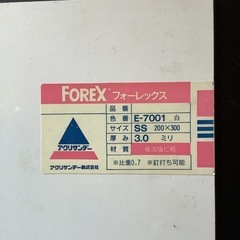 FOREX フォーレックス
品番
色番 E-7001 白
サイズ SS 200×300
厚さ 3.0 ミリ
材質 発泡塩ビ板
アクリサンデー
アクリサンデー株式会社
※比重0.7 ※釘打ち可能